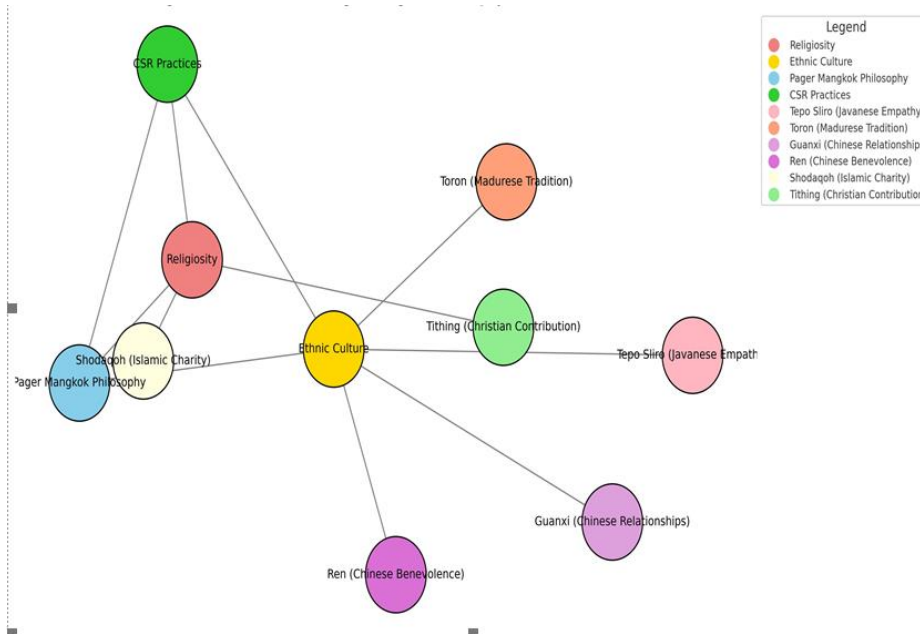 CSR Practices
Toron (Madurese Tradition)
Religiosity
Tithing (Christian Contribution)
Ethnic Culture
Shodaqoh (Islamic Charity)
Tepo Sliro (Javanese Empath
Pager Mangkok Philosophy
Guanxi (Chinese Relationships)
Ren (Chinese Benevolence)
Legend
Religiosity
Ethnic Culture
Pager Mangkok Philosophy
CSR Practices
Tepo Sliro (Javanese Empathy
Toron (Madurese Tradition)
Guanxi (Chinese Relationship
Ren (Chinese Benevolence)
Shodaqoh (Islamic Charity)
Tithing (Christian Contribution